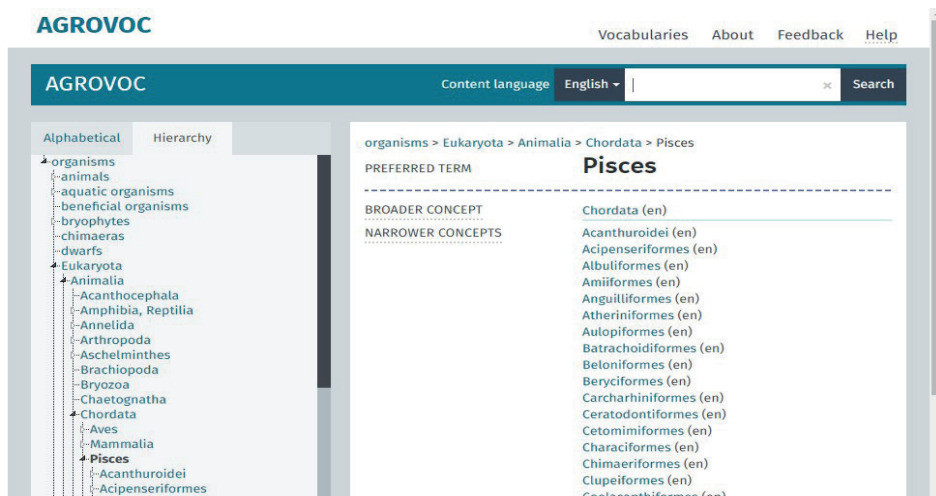 AGROVOC
Vocabularies About Feedback Help
AGROVOC
Content language English Search
Alphabetical Hierarchy
organisms
animals
aquatic organisms
beneficial organisms
bryophytes
chimaeras
dwarfs
Eukaryota
Animalia
Acanthocephala
Amphibia, Reptilia
Annelida
Arthropoda
Aschelminthes
Brachiopoda
Bryozoa
Chaetognatha
Chordata
Aves
Mammalia
Pisces
Acanthuroidei
Acipenseriformes
organisms > Eukaryota > Animalia > Chordata > Pisces
PREFERRED TERM Pisces
BROADER CONCEPT Chordata (en)
NARROWER CONCEPTS Acanthuroidei (en)
Acipenseriformes (en)
Albuliformes (en)
Amiiformes (en)
Anguilliformes (en)
Atheriniformes (en)
Aulopiformes (en)
Batrachoidiformes (en)
Beloniformes (en)
Beryciformes (en)
Carcharhiniformes (en)
Ceratodontiformes (en)
Cetomimiformes (en)
Characiformes (en)
Chimaeriformes (en)
Clupeiformes (en)